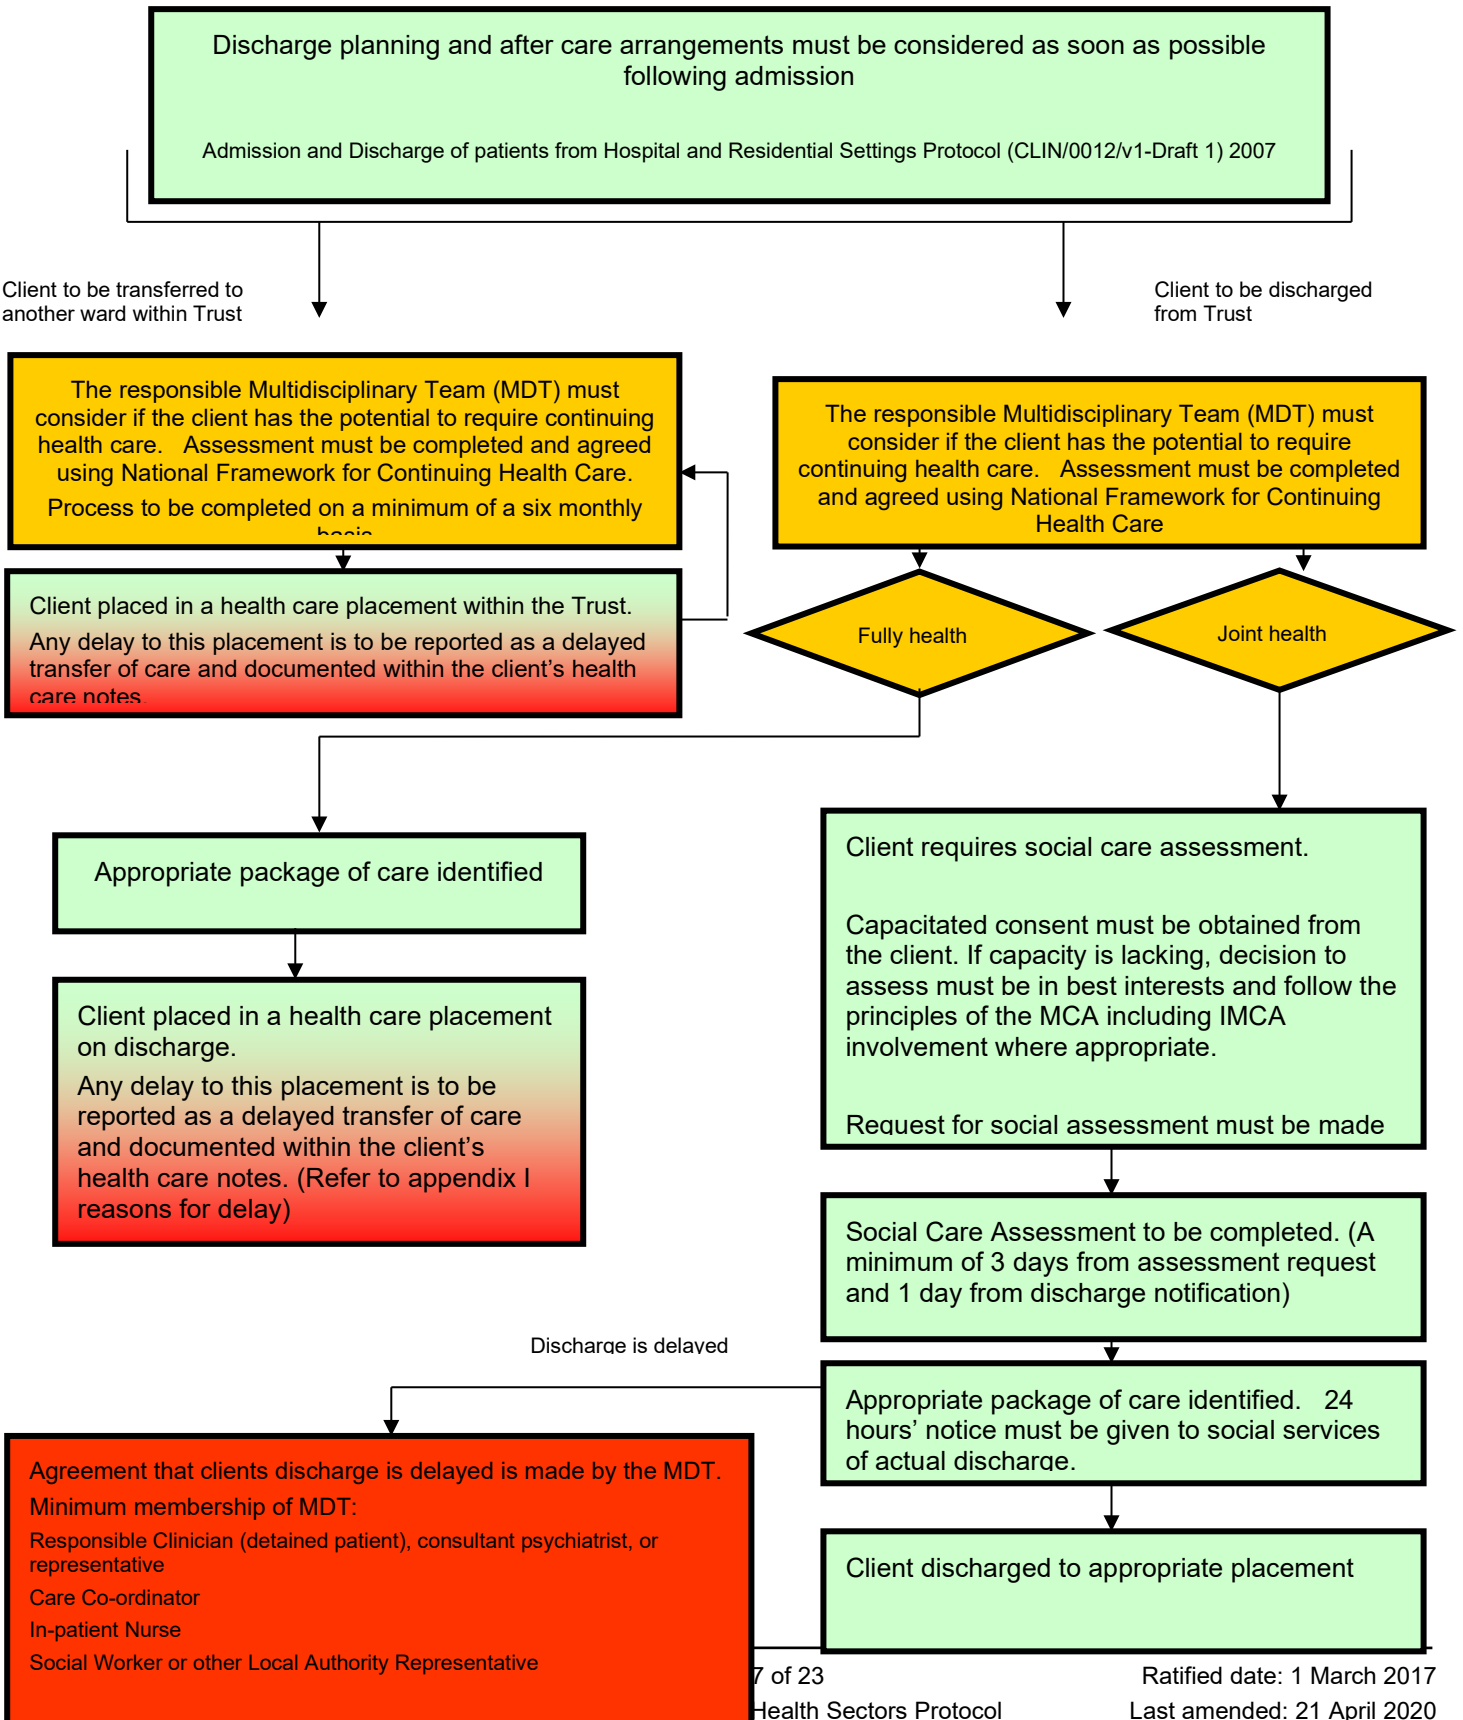 Discharge planning and after care arrangements must be considered as soon as possible
following admission
Admission and Discharge of patients from Hospital and Residential Settings Protocol (CLIN/0012/v1-Draft 1) 2007
Client to be transferred to
another ward within Trust
Client to be discharged
from Trust
The responsible Multidisciplinary Team (MDT) must
consider if the client has the potential to require continuing
health care. Assessment must be completed and agreed
using National Framework for Continuing Health Care.
Process to be completed on a minimum of a six monthly
basis
The responsible Multidisciplinary Team (MDT) must
consider if the client has the potential to require
continuing health care. Assessment must be completed
and agreed using National Framework for Continuing
Health Care
Client placed in a health care placement within the Trust.
Any delay to this placement is to be reported as a delayed
transfer of care and documented within the client’s health
care notes.
Fully health
Joint health
Appropriate package of care identified
Client placed in a health care placement
on discharge.
Any delay to this placement is to be
reported as a delayed transfer of care
and documented within the client’s
health care notes. (Refer to appendix I
reasons for delay)
Client requires social care assessment.
Capacitated consent must be obtained from
the client. If capacity is lacking, decision to
assess must be in best interests and follow the
principles of the MCA including IMCA
involvement where appropriate.
Request for social assessment must be made
Social Care Assessment to be completed. (A
minimum of 3 days from assessment request
and 1 day from discharge notification)
Discharge is delayed
Appropriate package of care identified. 24
hours’ notice must be given to social services
of actual discharge.
Agreement that clients discharge is delayed is made by the MDT.
Minimum membership of MDT:
Responsible Clinician (detained patient), consultant psychiatrist, or
representative
Care Co-ordinator
In-patient Nurse
Social Worker or other Local Authority Representative
Client discharged to appropriate placement
7 of 23
Ratified date: 1 March 2017
Health Sectors Protocol
Last amended: 21 April 2020